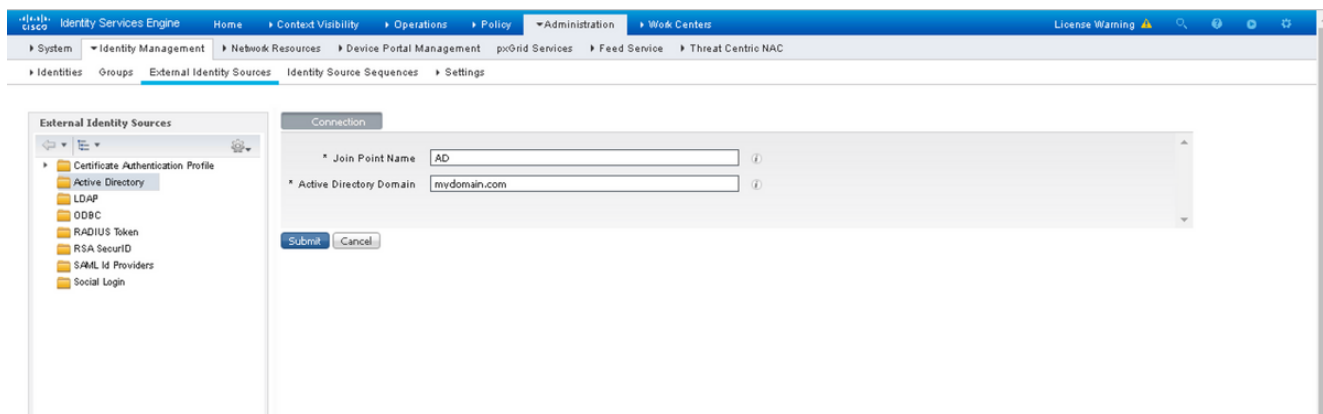 cisco Identity Services Engine Home Context Visibility Operations Policy Administration Work Centers License Warning
System Identity Management Network Resources Device Portal Management pxGrid Services Feed Service Threat Centric NAC
Identities Groups External Identity Sources Identity Source Sequences Settings
External Identity Sources
Certificate Authentication Profile
Active Directory
LDAP
ODBC
RADIUS Token
RSA SecurID
SAML Id Providers
Social Login
Connection
* Join Point Name AD
* Active Directory Domain mydomain.com
Submit Cancel